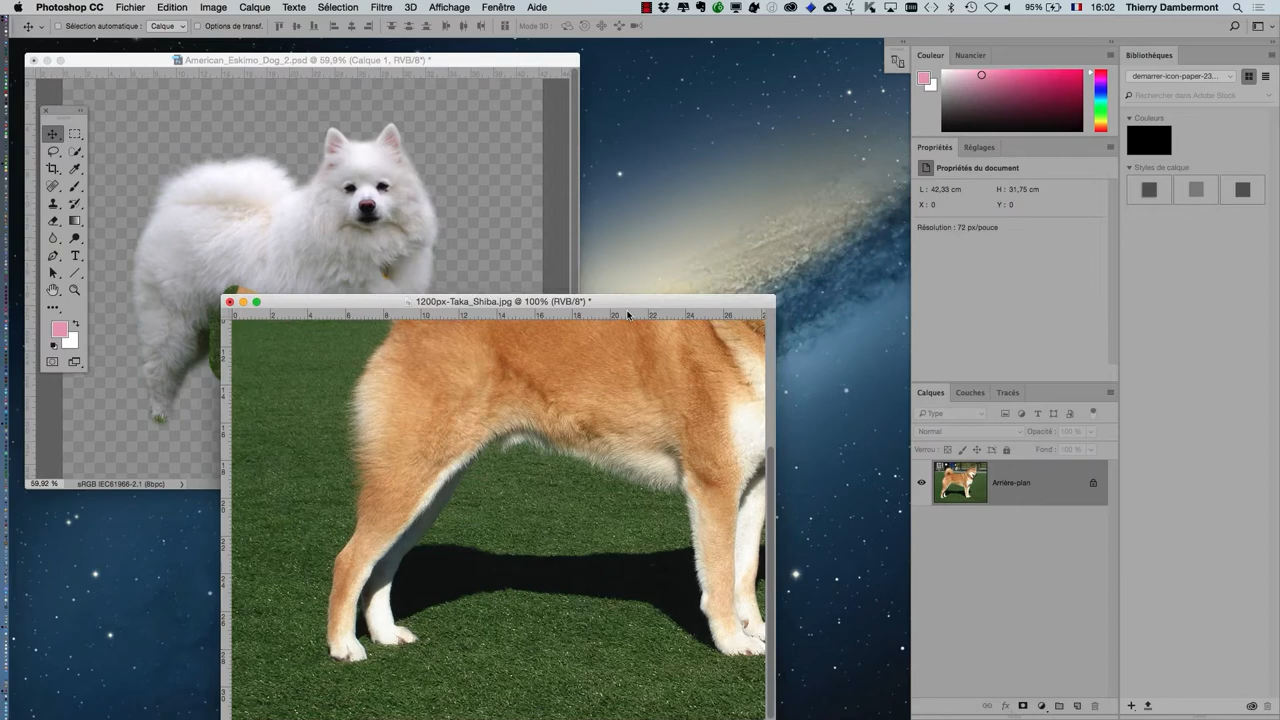 Photoshop CC Fichier Edition Image Calque Texte Sélection Filtre 3D Affichage Fenêtre Aide
95% 16:02 Thierry Dambermont
Sélection automatique : Calque Options de transf. Mode 3D :
American_Eskimo_Dog_2.psd @ 59,9% (Calque 1, RVB/8*) *
59,92 % sRGB IEC61966-2.1 (8bpc)
1200px-Taka_Shiba.jpg @ 100% (RVB/8*) *
0 2 4 6 8 10 12 14 16 18 20 22 24 26
Couleur Nuancier
Propriétés Réglages
Propriétés du document
L : 42,33 cm H : 31,75 cm
X : 0 Y : 0
Résolution : 72 px/pouce
Calques Couches Tracés
Type
Normal Opacité : 100 %
Verrou : Fond : 100 %
Arrière-plan
fx
Bibliothèques
demarrer-icon-paper-23...
Rechercher dans Adobe Stock
Couleurs
Styles de calque